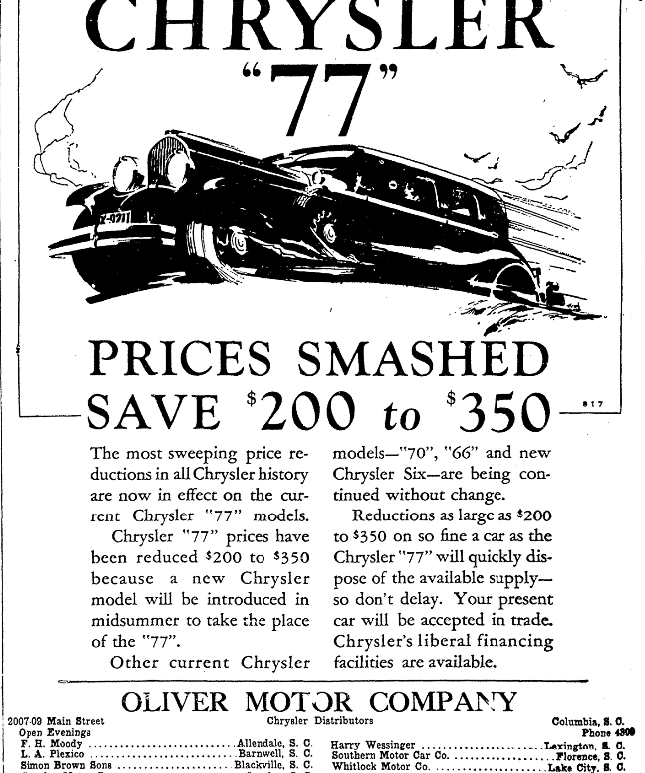 CHRYSLER
"77"
PRICES SMASHED
SAVE $200 to $350
817
The most sweeping price re-
ductions in all Chrysler history
are now in effect on the cur-
rent Chrysler "77" models.
Chrysler "77" prices have
been reduced $200 to $350
because a new Chrysler
model will be introduced in
midsummer to take the place
of the "77".
Other current Chrysler
models—"70", "66" and new
Chrysler Six—are being con-
tinued without change.
Reductions as large as $200
to $350 on so fine a car as the
Chrysler "77" will quickly dis-
pose of the available supply—
so don't delay. Your present
car will be accepted in trade.
Chrysler's liberal financing
facilities are available.
OLIVER MOTOR COMPANY
2007-09 Main Street Chrysler Distributors Columbia, S. C.
Open Evenings Phone
F. H. Moody ........................Allendale, S. C.
L. A. Plexico ........................Barnwell, S. C.
Simon Brown Sons ....................Blackville, S. C.
Harry Wessinger ......................Lexington, S. C.
Southern Motor Car Co. ...............Florence, S. C.
Whitlock Motor Co. ...................Lake City, S. C.